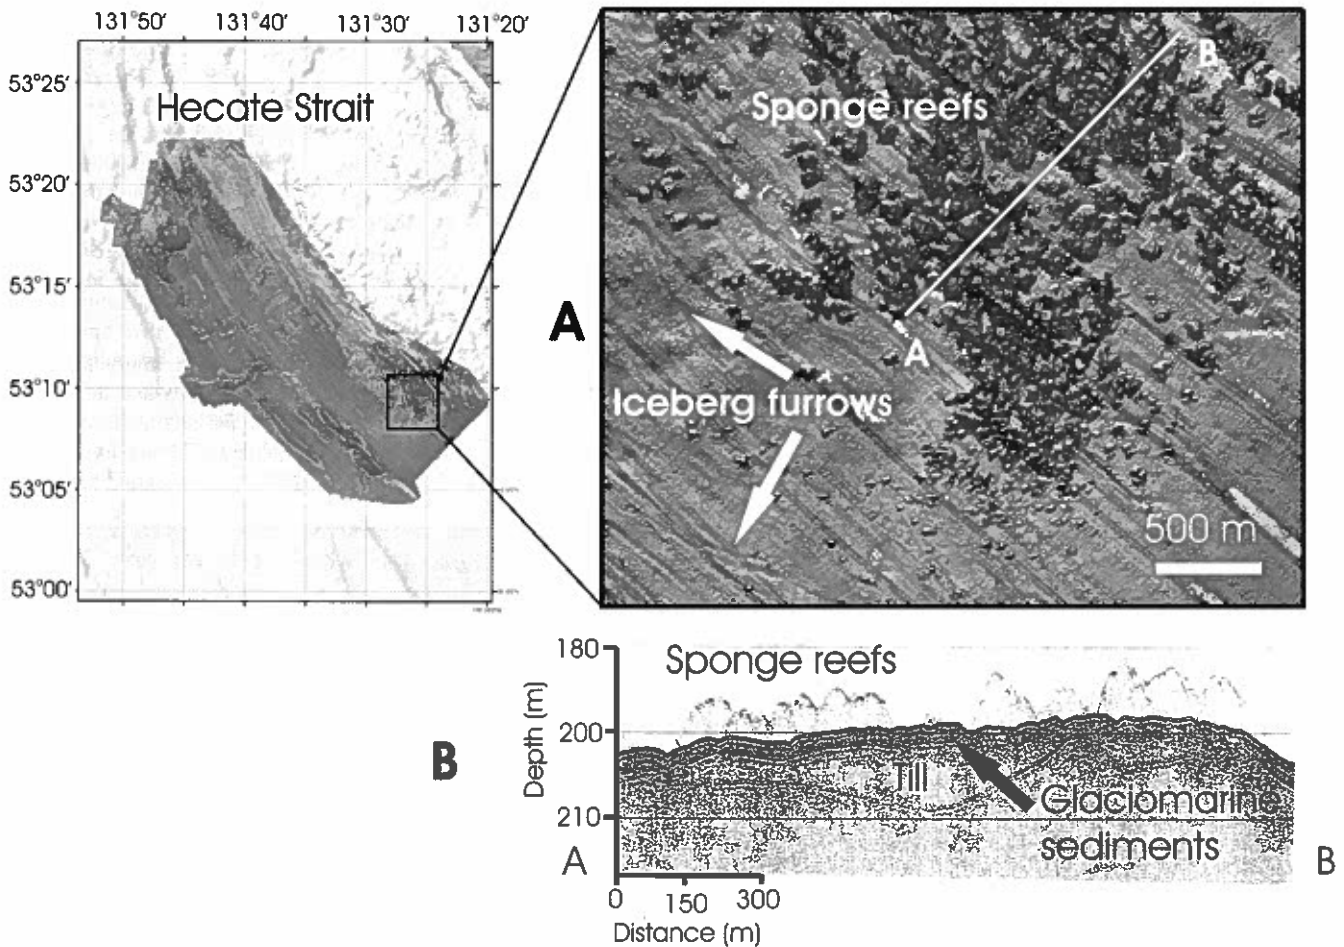 131°50′ 131°40′ 131°30′ 131°20′
53°25′
53°20′
53°15′
53°10′
53°05′
53°00′
Hecate Strait
A
Sponge reefs
B
A
Iceberg furrows
500 m
B
Depth (m)
180
200
210
Sponge reefs
Till
Glaciomarine
sediments
A
B
0 150 300
Distance (m)